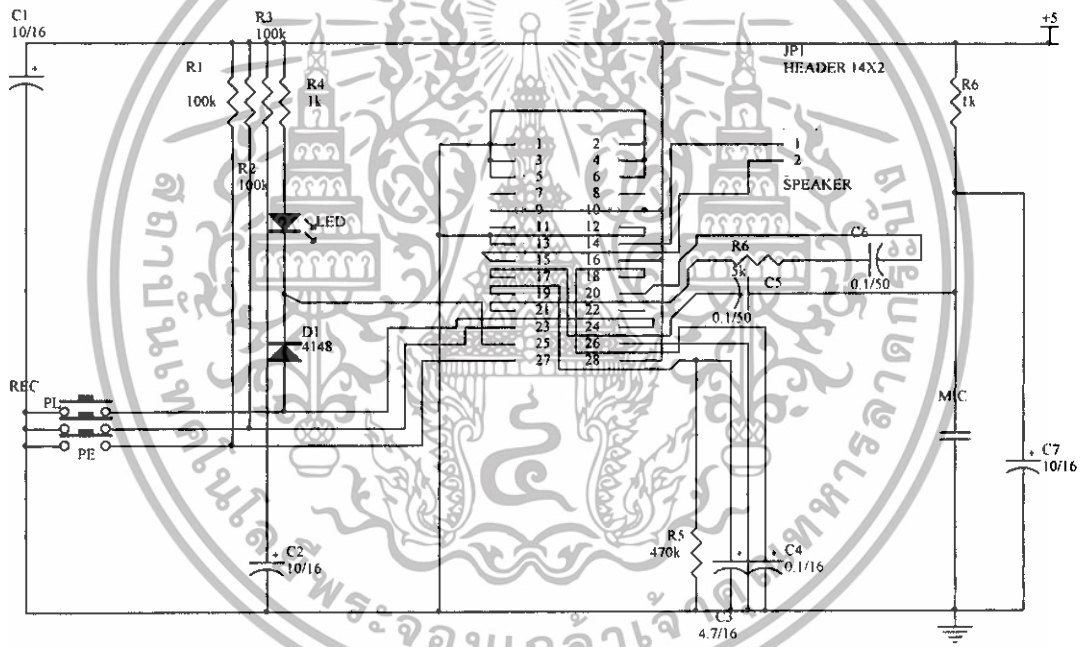 C1
10/16
R3
100k
+5
JP1
HEADER 14X2
R1
100k
R4
1k
R6
1k
R2
100k
1 2
3 4
5 6
7 8
9 10
11 12
13 14
15 16
17 18
19 20
21 22
23 24
25 26
27 28
1
2
SPEAKER
LED
C6
0.1/50
R6
5k
C5
0.1/50
D1
4148
REC
PL
PE
MIC
C7
10/16
C2
10/16
R5
470k
C4
0.1/16
C3
4.7/16